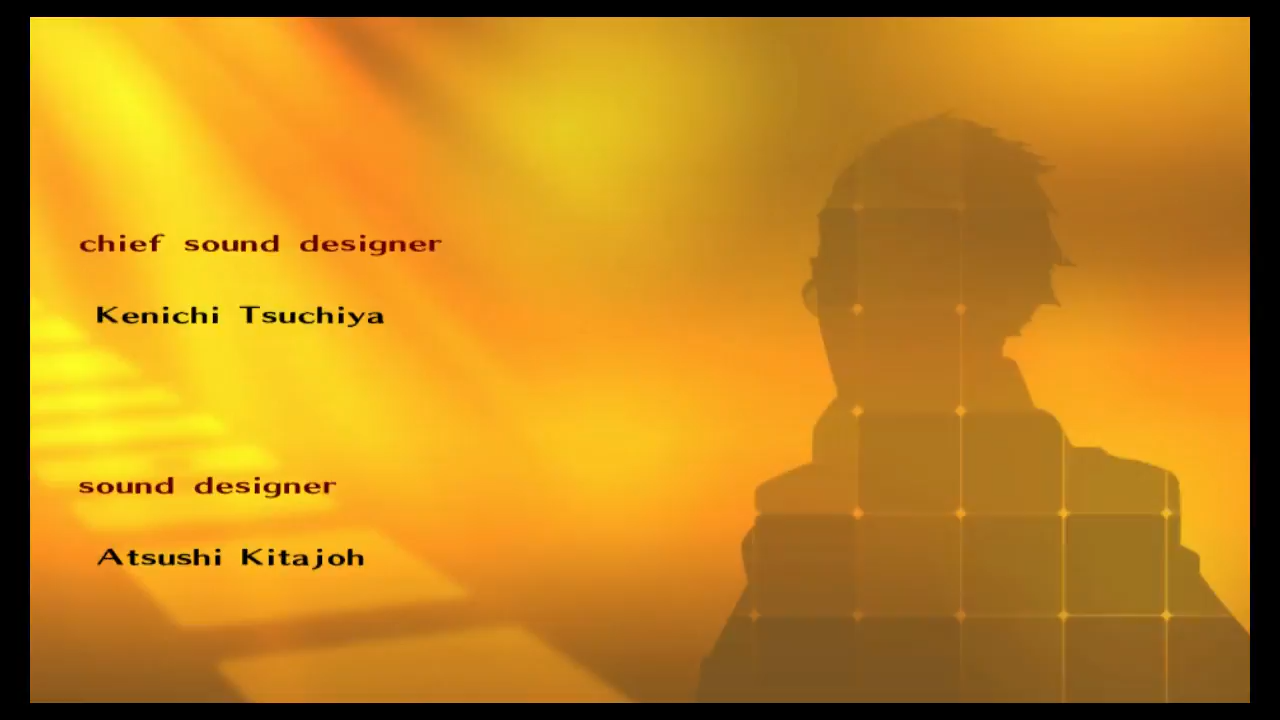 chief sound designer
Kenichi Tsuchiya
sound designer
Atsushi Kitajoh